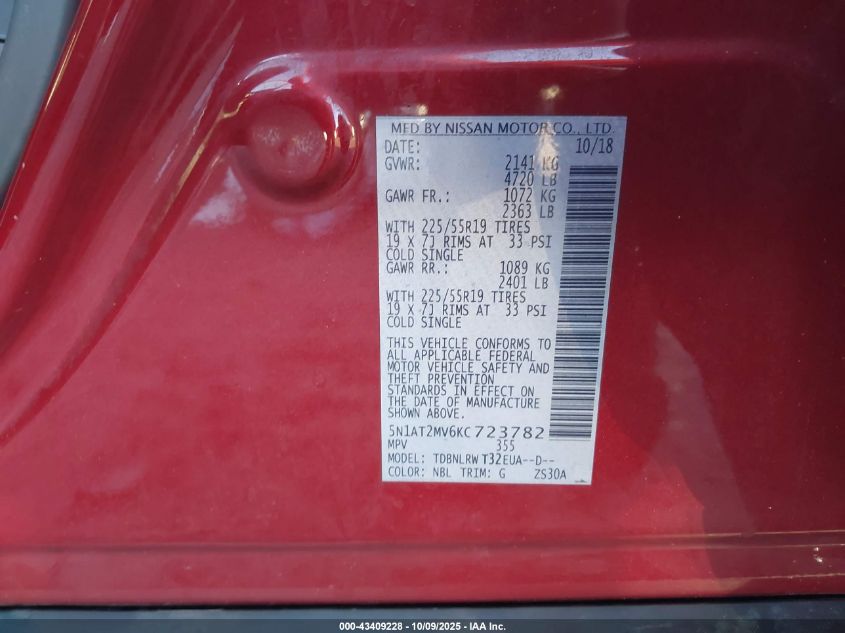 MFD BY NISSAN MOTOR CO., LTD.
DATE: 10/18
GVWR: 2141 KG
4720 LB
GAWR FR.: 1072 KG
2363 LB
WITH 225/55R19 TIRES
19 X 7J RIMS AT 33 PSI
COLD SINGLE
GAWR RR.: 1089 KG
2401 LB
WITH 225/55R19 TIRES
19 X 7J RIMS AT 33 PSI
COLD SINGLE
THIS VEHICLE CONFORMS TO
ALL APPLICABLE FEDERAL
MOTOR VEHICLE SAFETY AND
THEFT PREVENTION
STANDARDS IN EFFECT ON
THE DATE OF MANUFACTURE
SHOWN ABOVE.
5N1AT2MV6KC723782
MPV 355
MODEL: TDBNLRW T32EUA--D--
COLOR: NBL TRIM: G ZS30A
000-43409228 - 10/09/2025 - IAA Inc.